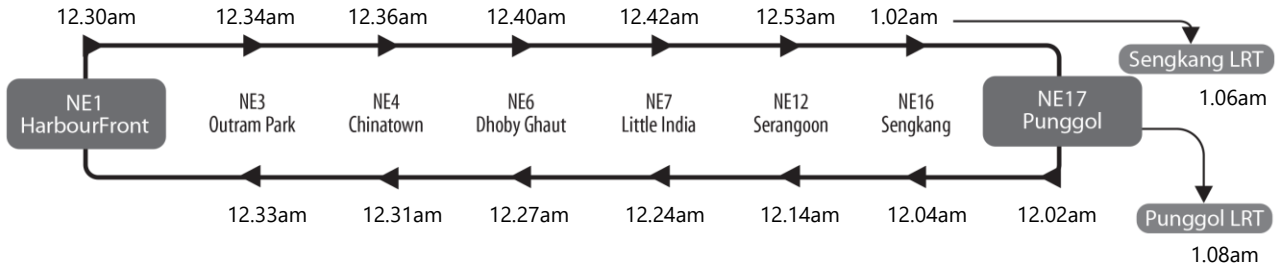 12.30am 12.34am 12.36am 12.40am 12.42am 12.53am 1.02am
Sengkang LRT
1.06am
NE1
HarbourFront
NE3
Outram Park
NE4
Chinatown
NE6
Dhoby Ghaut
NE7
Little India
NE12
Serangoon
NE16
Sengkang
NE17
Punggol
12.33am 12.31am 12.27am 12.24am 12.14am 12.04am 12.02am
Punggol LRT
1.08am